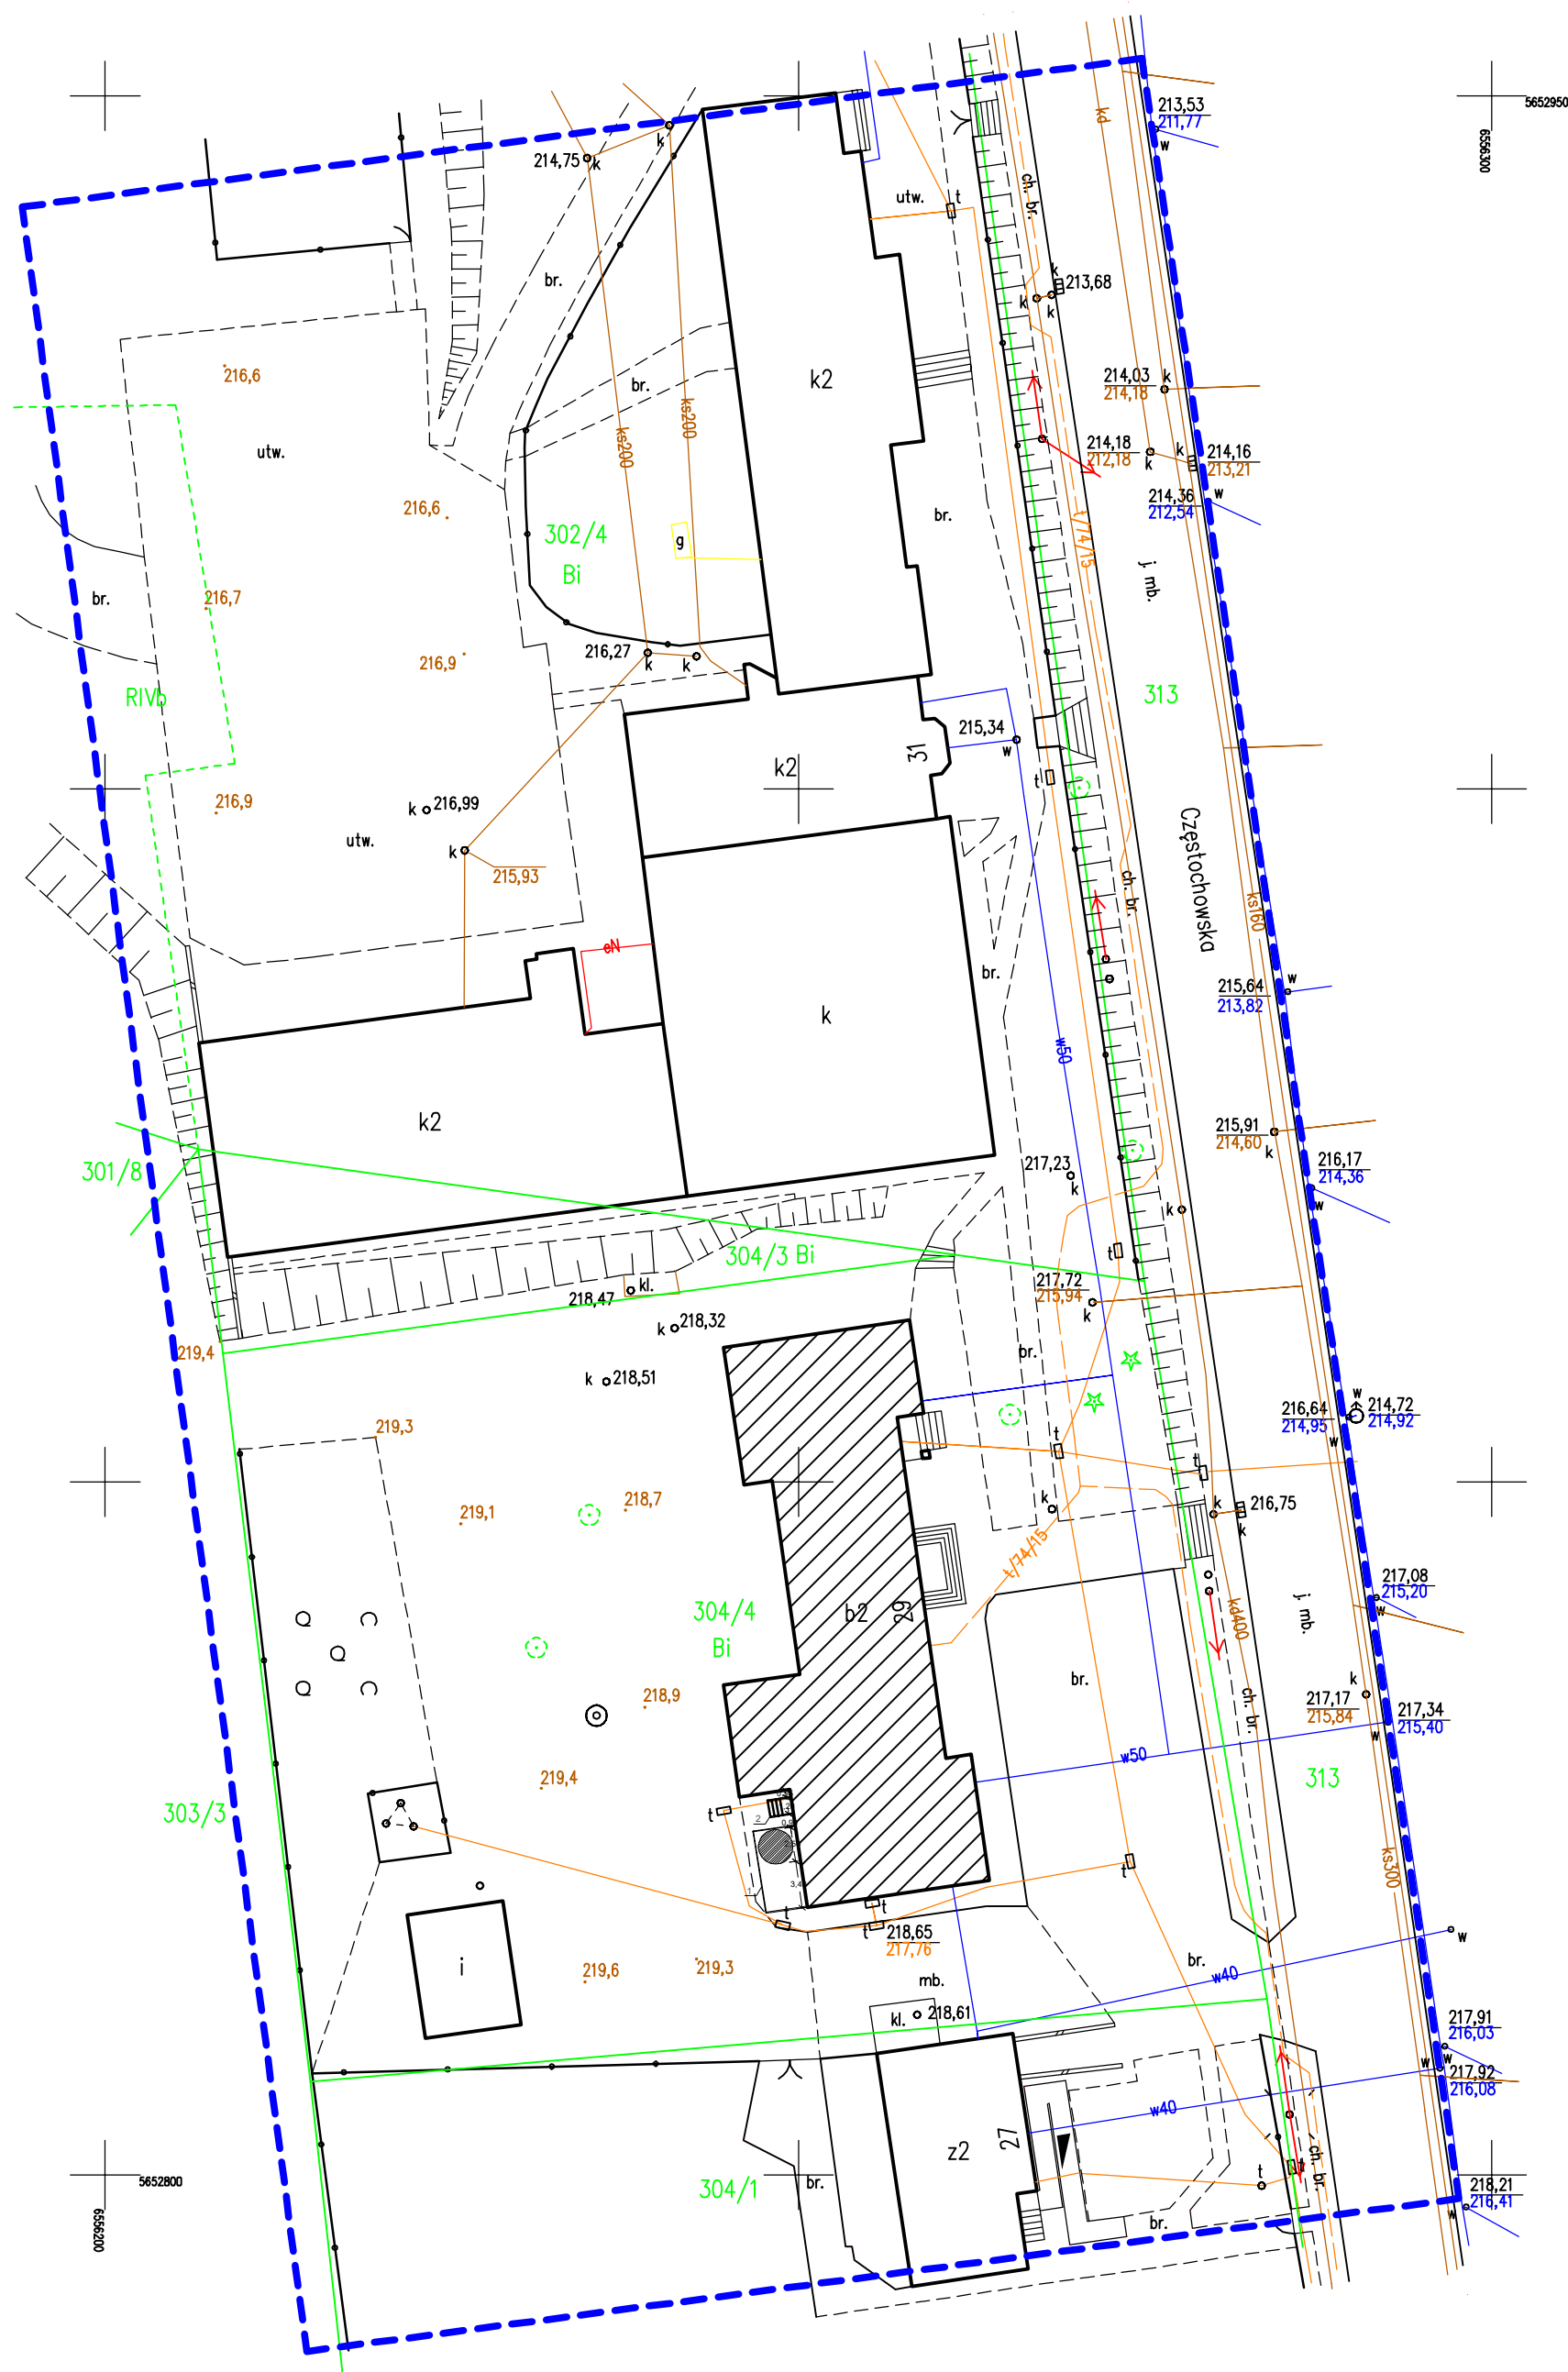 5652950
6556300
213,53
211,77
w
kd
214,75
k
k
utw.
t
ch. br.
br.
k
213,68
k
k
216,6
k2
br.
214,03
214,18
k
ks200
ks200
utw.
214,18
212,18
k
k
214,16
213,21
216,6
214,36
212,54
w
302/4
Bi
g
br.
t/74/15
j. mb.
br.
216,7
216,27
k
k
216,9
RIVb
313
215,34
w
31
k2
t
216,9
k
216,99
utw.
k
215,93
Częstochowska
ch. br.
ks160
eN
br.
w
215,64
213,82
k
w50
k2
215,91
214,60
k
301/8
217,23
k
216,17
214,36
w
k
304/3 Bi
t
kl.
218,47
217,72
215,94
k
k
218,32
219,4
br.
k
218,51
w
216,64
214,95
214,72
214,92
w
219,3
t
t
219,1
218,7
k
k
216,75
k
t/74/15
217,08
215,20
w
304/4
Bi
b2
29
kd400
j. mb.
br.
218,9
k
217,17
215,84
217,34
215,40
w
ch. br.
w50
219,4
303/3
313
t
2
1
3,4
ks300
t
t
t
t
218,65
217,76
i
219,6
219,3
mb.
br.
w40
w
kl.
218,61
217,91
216,03
w
w
217,92
216,08
w40
z2
27
5652800
6556200
304/1
br.
t
t
ch. br.
br.
218,21
216,41
w